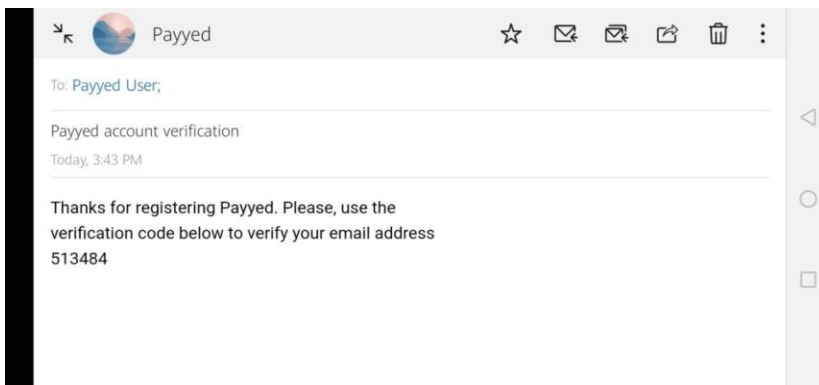 Payyed
To: Payyed User;
Payyed account verification
Today, 3:43 PM
Thanks for registering Payyed. Please, use the
verification code below to verify your email address
513484